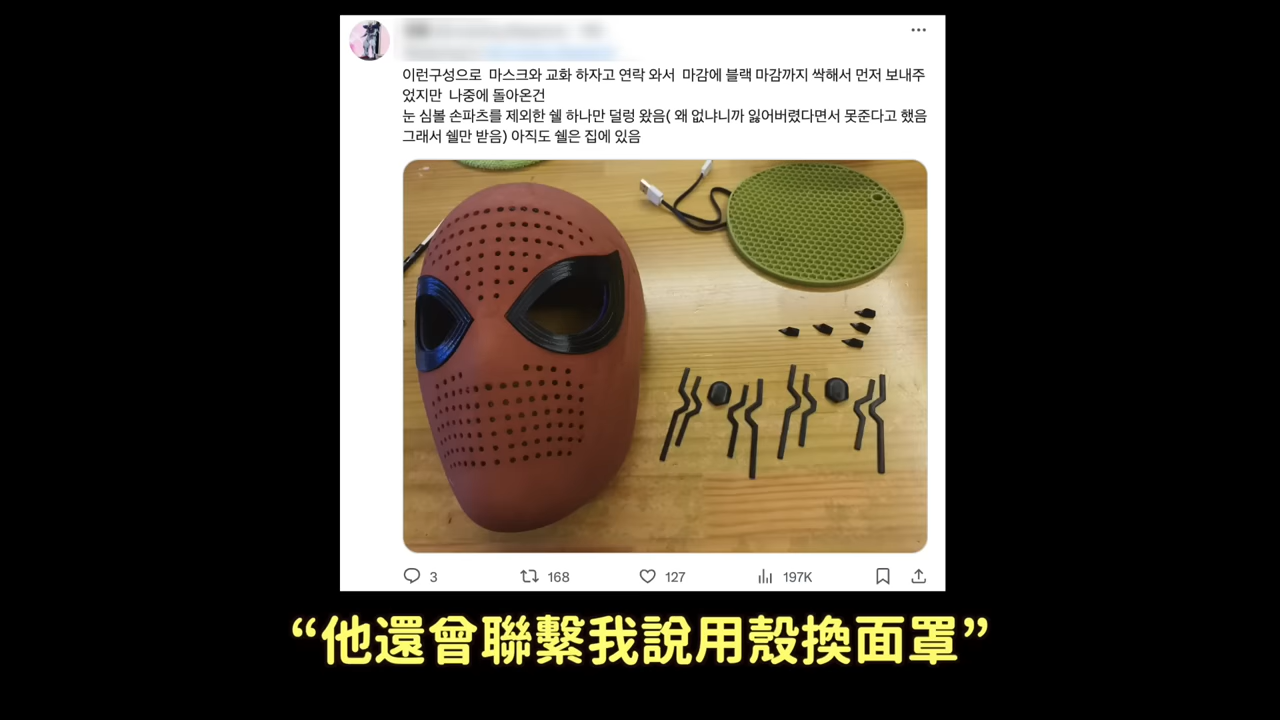 이런구성으로 마스크와 교화 하자고 연락 와서 마감에 블랙 마감까지 싹해서 먼저 보내주
었지만 나중에 돌아온건
눈 심볼 손파츠를 제외한 쉘 하나만 덜렁 왔음( 왜 없냐니까 잃어버렸다면서 못준다고 했음
그래서 쉘만 받음) 아직도 쉘은 집에 있음
3 168 127 197K
“他還曾聯繫我說用殼換面罩”